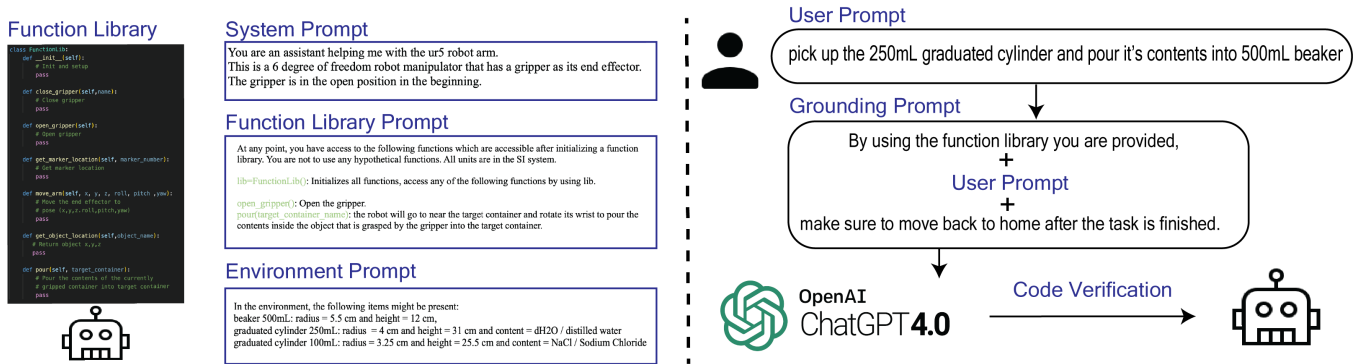 Function Library
class FunctionLib:
def __init__(self):
# Init and setup
pass
def close_gripper(self,name):
# Close gripper
pass
def open_gripper(self):
# Open gripper
pass
def get_marker_location(self, marker_number):
# Get marker location
pass
def move_arm(self, x, y, z, roll, pitch ,yaw):
# Move the end effector to
# pose (x,y,z.roll,pitch,yaw)
pass
def get_object_location(self,object_name):
# Return object x,y,z
pass
def pour(self, target_container):
# Pour the contents of the currently
# gripped container into target container
pass
System Prompt
You are an assistant helping me with the ur5 robot arm.
This is a 6 degree of freedom robot manipulator that has a gripper as its end effector.
The gripper is in the open position in the beginning.
Function Library Prompt
At any point, you have access to the following functions which are accessible after initializing a function
library. You are not to use any hypothetical functions. All units are in the SI system.
lib=FunctionLib(): Initializes all functions, access any of the following functions by using lib.
open_gripper(): Open the gripper.
pour(target_container_name): the robot will go to near the target container and rotate its wrist to pour the
contents inside the object that is grasped by the gripper into the target container.
Environment Prompt
In the environment, the following items might be present:
beaker 500mL: radius = 5.5 cm and height = 12 cm,
graduated cylinder 250mL: radius = 4 cm and height = 31 cm and content = dH2O / distilled water
graduated cylinder 100mL: radius = 3.25 cm and height = 25.5 cm and content = NaCl / Sodium Chloride
User Prompt
pick up the 250mL graduated cylinder and pour it's contents into 500mL beaker
Grounding Prompt
By using the function library you are provided,
+
User Prompt
+
make sure to move back to home after the task is finished.
OpenAI
ChatGPT4.0
Code Verification